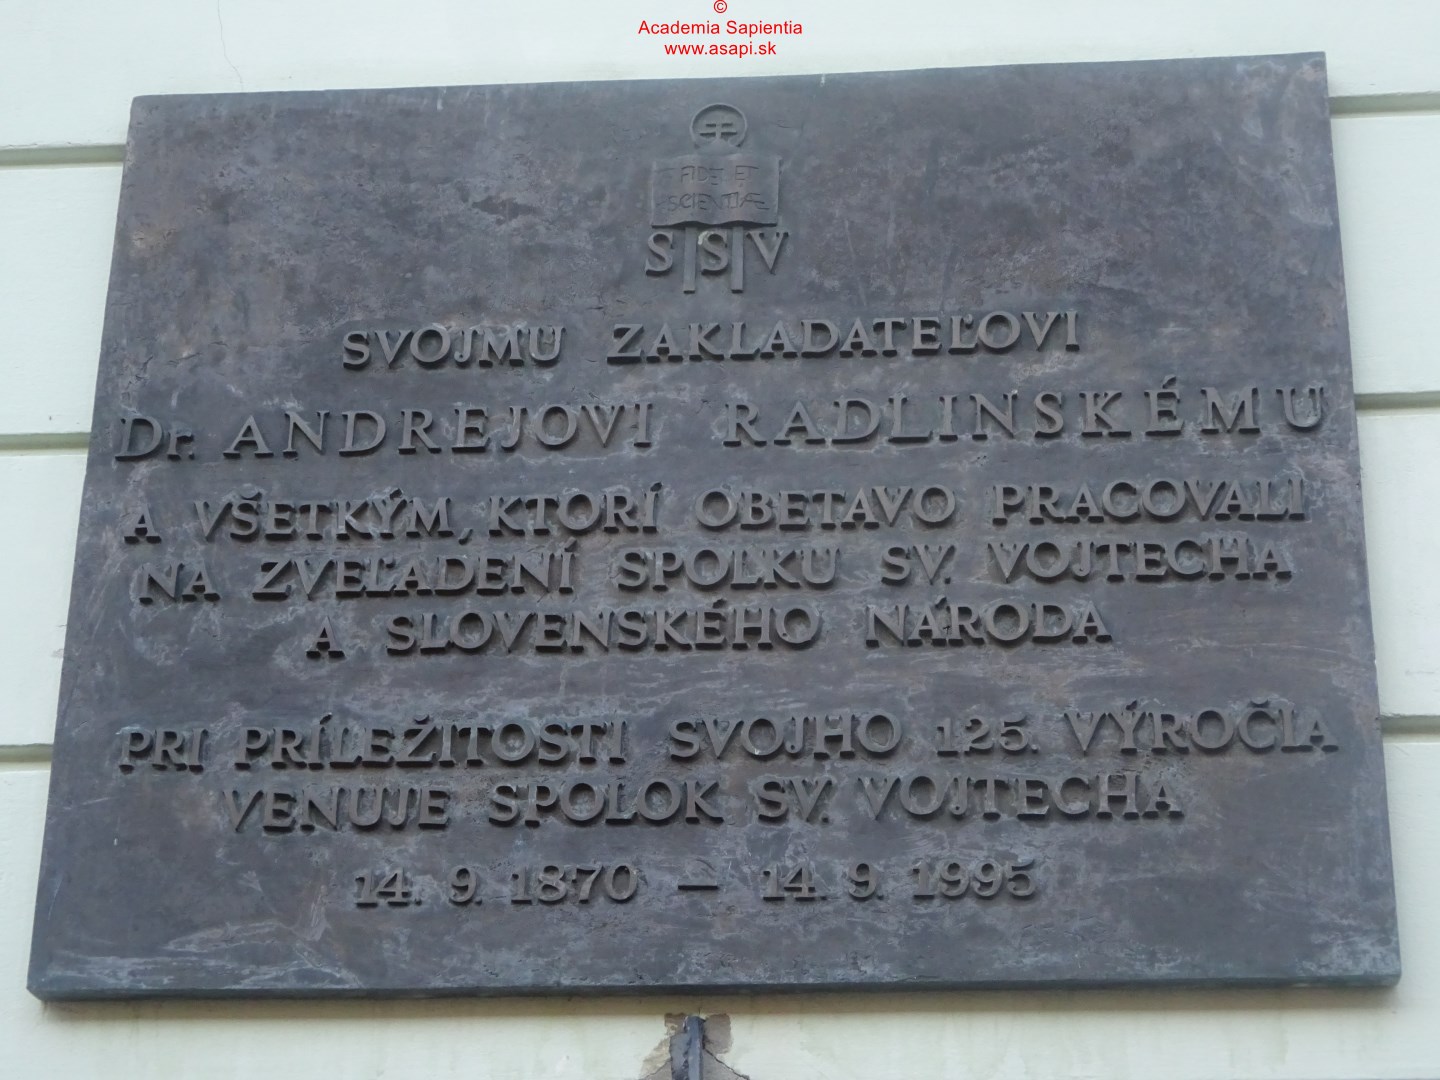 ©
Academia Sapientia
www.asapi.sk
FIDEI ET
SCIENTIÆ
SSV
SVOJMU ZAKLADATEĽOVI
Dr. ANDREJOVI RADLINSKÉMU
A VŠETKÝM, KTORÍ OBETAVO PRACOVALI
NA ZVEĽADENÍ SPOLKU SV. VOJTECHA
A SLOVENSKÉHO NÁRODA
PRI PRÍLEŽITOSTI SVOJHO 125. VÝROČIA
VENUJE SPOLOK SV. VOJTECHA
14. 9. 1870 — 14. 9. 1995